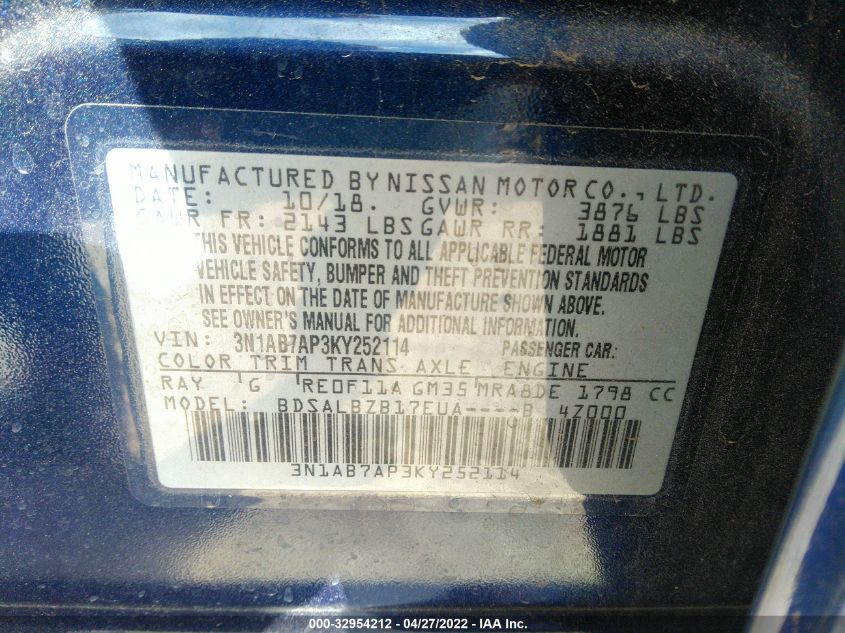 MANUFACTURED BY NISSAN MOTOR CO., LTD.
DATE: 10/18. GVWR: 3876 LBS
GAWR FR: 2143 LBS GAWR RR: 1881 LBS
THIS VEHICLE CONFORMS TO ALL APPLICABLE FEDERAL MOTOR
VEHICLE SAFETY, BUMPER AND THEFT PREVENTION STANDARDS
IN EFFECT ON THE DATE OF MANUFACTURE SHOWN ABOVE.
SEE OWNER'S MANUAL FOR ADDITIONAL INFORMATION.
VIN: 3N1AB7AP3KY252114 PASSENGER CAR:
COLOR TRIM TRANS AXLE ENGINE
RAY G RE0F11A GM35 MRA8DE 1798 CC
MODEL: BDSALBZB17EUA----B 4Z000
3N1AB7AP3KY252114
000-32954212 - 04/27/2022 - IAA Inc.